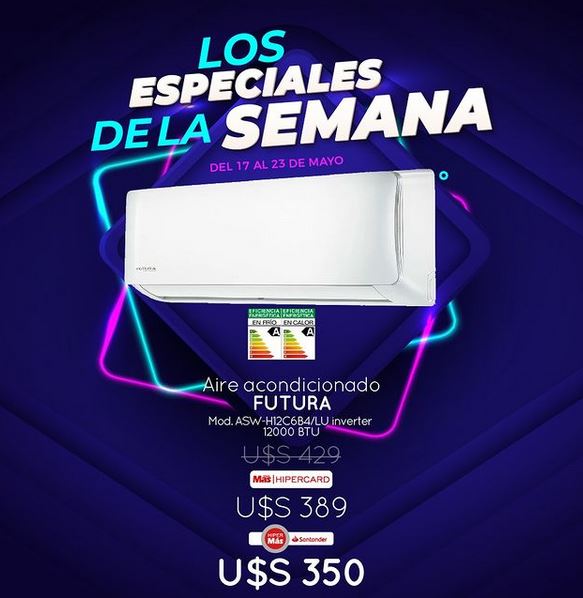 LOS
ESPECIALES
DE LA SEMANA
DEL 17 AL 23 DE MAYO
FUTURA
EFICIENCIA ENERGÉTICA
EN FRÍO
A
EFICIENCIA ENERGÉTICA
EN CALOR
A
Aire acondicionado
FUTURA
Mod. ASW-H12C6B4/LU inverter
12000 BTU
U$S 429
Más | HIPERCARD
U$S 389
HIPER Más Santander
U$S 350